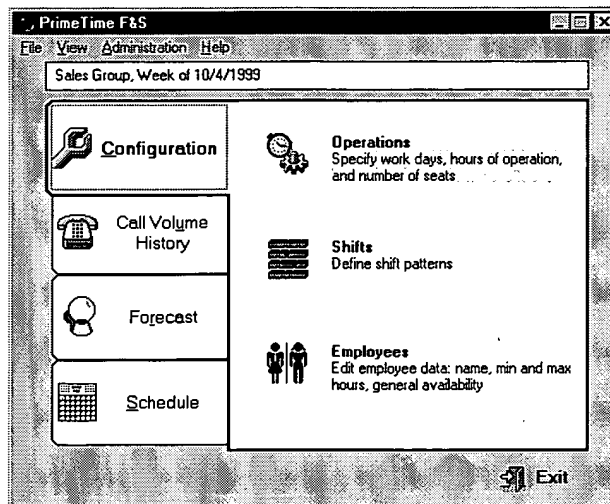 PrimeTime F&S
File View Administration Help
Sales Group, Week of 10/4/1999
Configuration
Call Volume
History
Forecast
Schedule
Operations
Specify work days, hours of operation,
and number of seats
Shifts
Define shift patterns
Employees
Edit employee data: name, min and max
hours, general availability
Exit